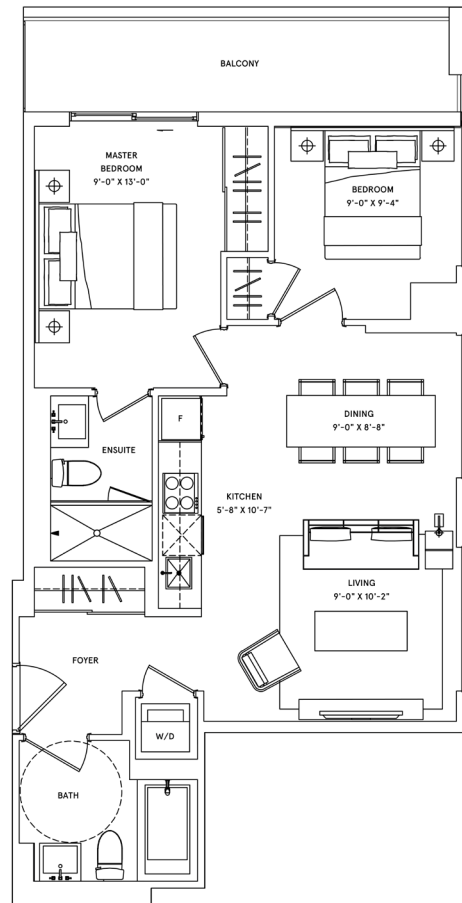 BALCONY
MASTER
BEDROOM
9'-0" X 13'-0"
BEDROOM
9'-0" X 9'-4"
F
DINING
9'-0" X 8'-8"
ENSUITE
KITCHEN
5'-8" X 10'-7"
LIVING
9'-0" X 10'-2"
FOYER
W/D
BATH